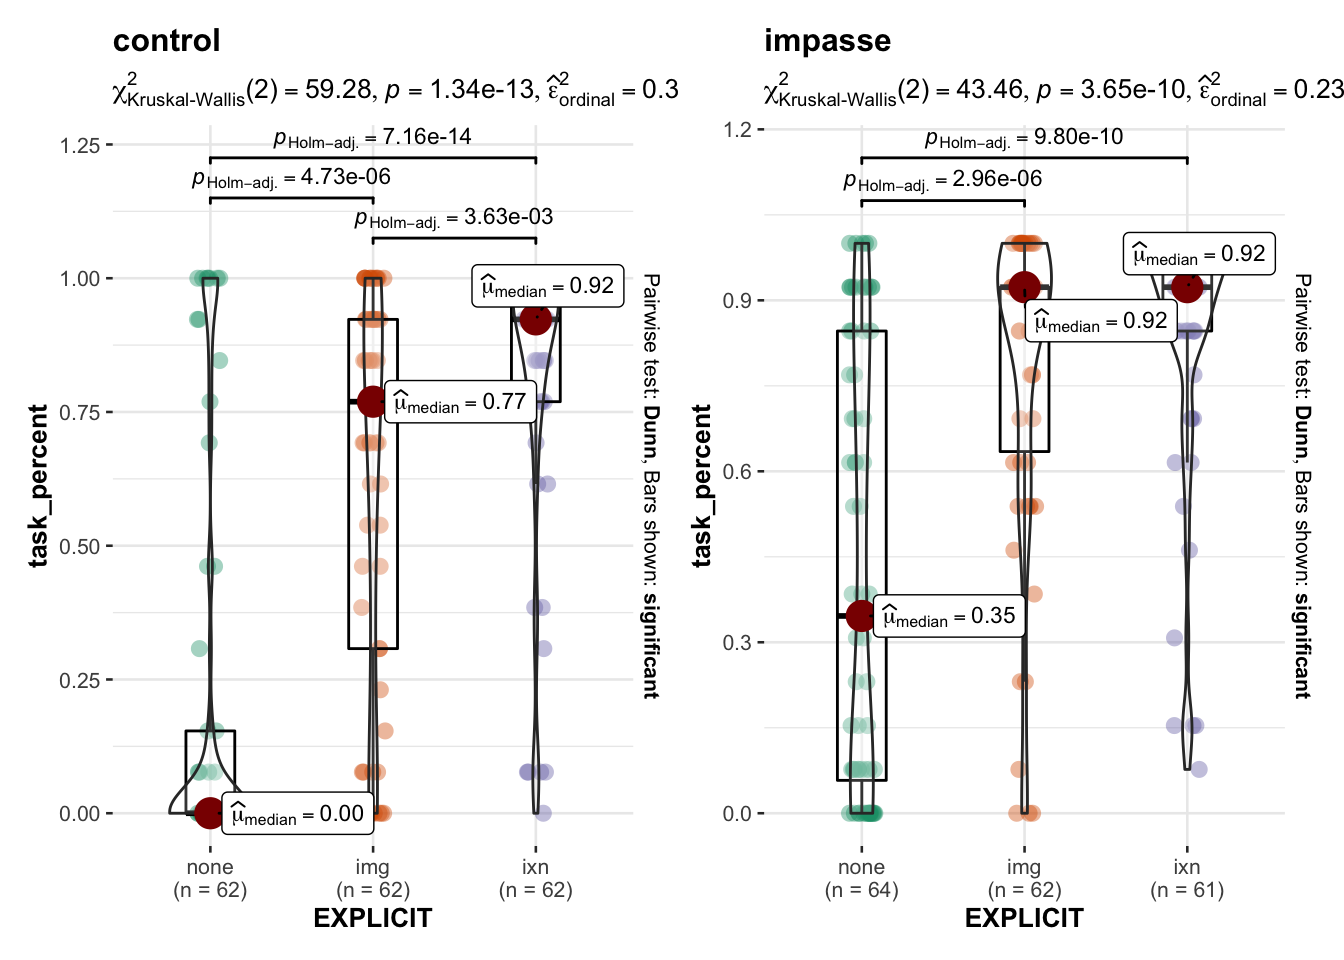 control
χ²Kruskal-Wallis(2) = 59.28, p = 1.34e-13, ε̂²ordinal = 0.3
pHolm−adj. = 7.16e-14
pHolm−adj. = 4.73e-06
pHolm−adj. = 3.63e-03
1.25
1.00
0.75
0.50
0.25
0.00
task_percent
μ̂median = 0.92
μ̂median = 0.77
μ̂median = 0.00
none
(n = 62)
img
(n = 62)
ixn
(n = 62)
EXPLICIT
Pairwise test: Dunn, Bars shown: significant
impasse
χ²Kruskal-Wallis(2) = 43.46, p = 3.65e-10, ε̂²ordinal = 0.23
pHolm−adj. = 9.80e-10
pHolm−adj. = 2.96e-06
1.2
0.9
0.6
0.3
0.0
task_percent
μ̂median = 0.92
μ̂median = 0.92
μ̂median = 0.35
none
(n = 64)
img
(n = 62)
ixn
(n = 61)
EXPLICIT
Pairwise test: Dunn, Bars shown: significant